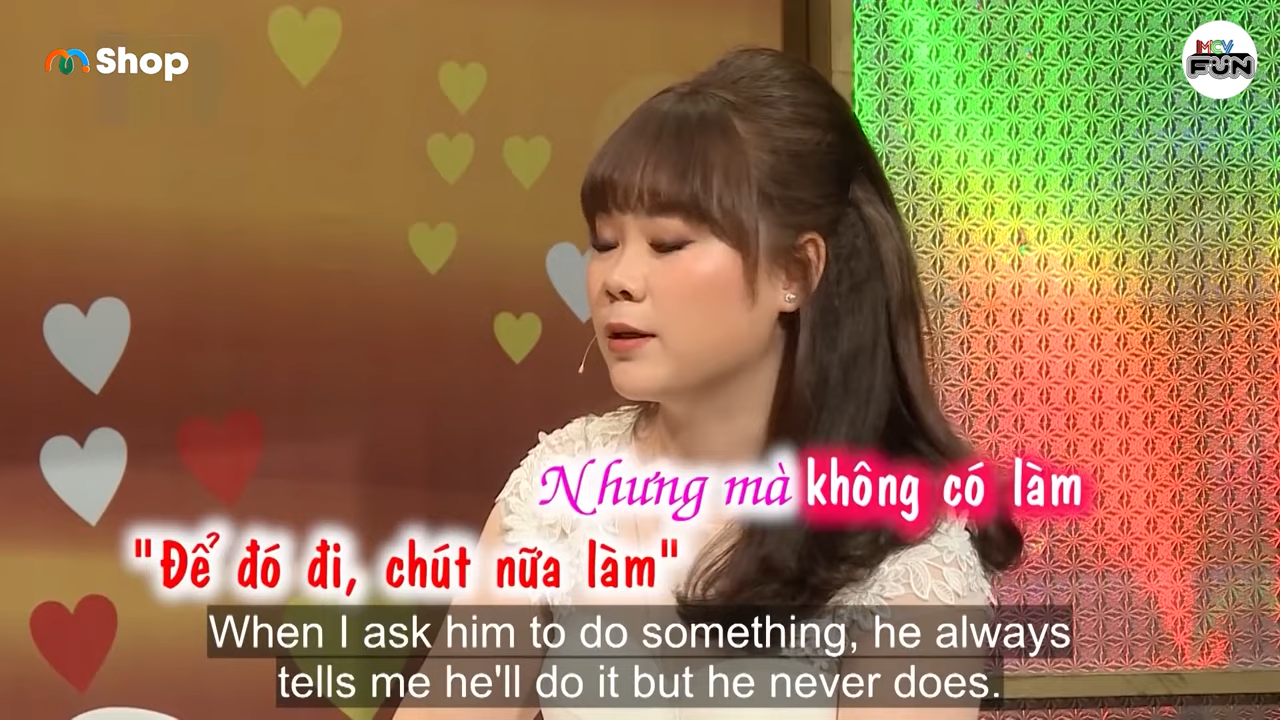 Shop
MCV
FUN
Nhưng mà không có làm
"Để đó đi, chút nữa làm"
When I ask him to do something, he always
tells me he'll do it but he never does.